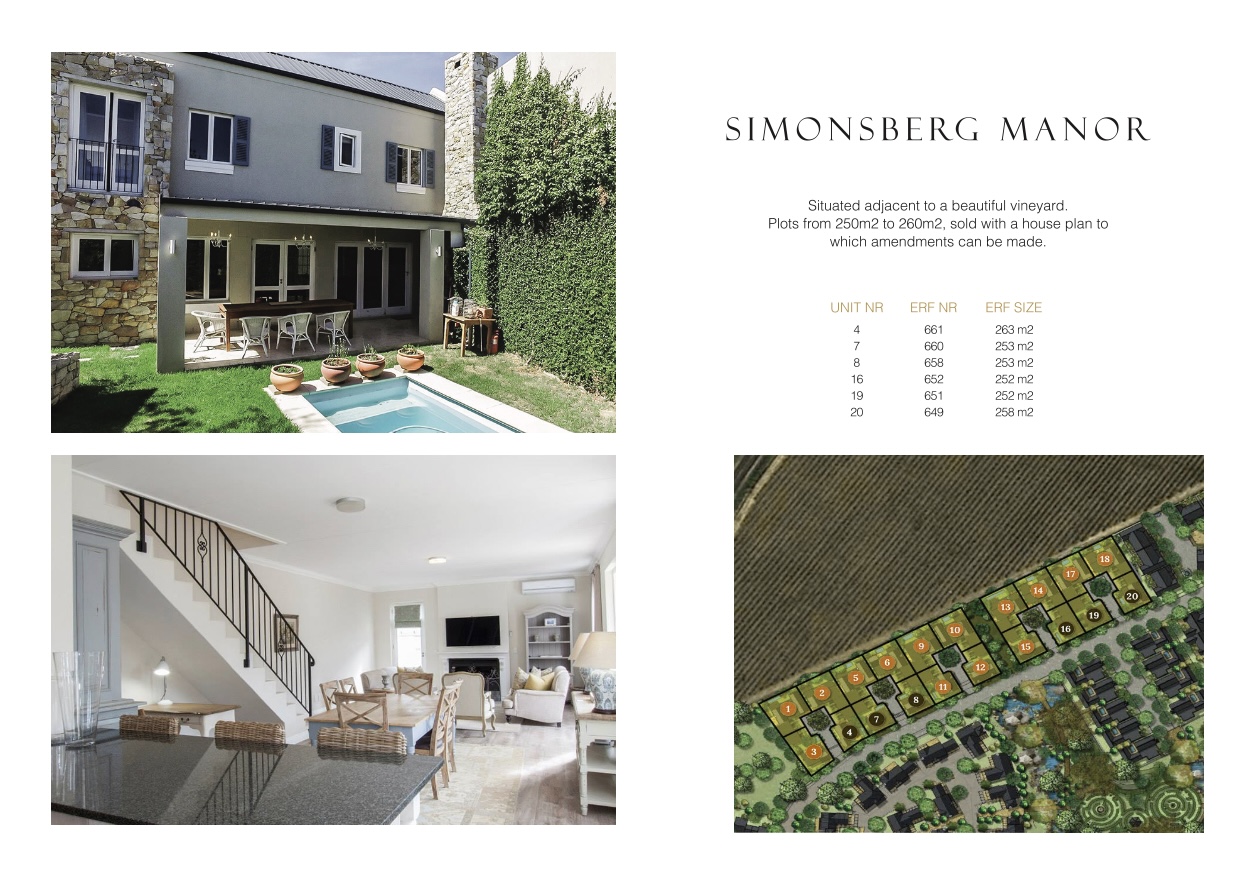 SIMONSBERG MANOR
Situated adjacent to a beautiful vineyard.
Plots from 250m2 to 260m2, sold with a house plan to
which amendments can be made.
UNIT NR ERF NR ERF SIZE
4 661 263 m2
7 660 253 m2
8 658 253 m2
16 652 252 m2
19 651 252 m2
20 649 258 m2
18
17
14
20
13
19
16
10
15
9
12
6
5
11
2
8
1
7
4
3